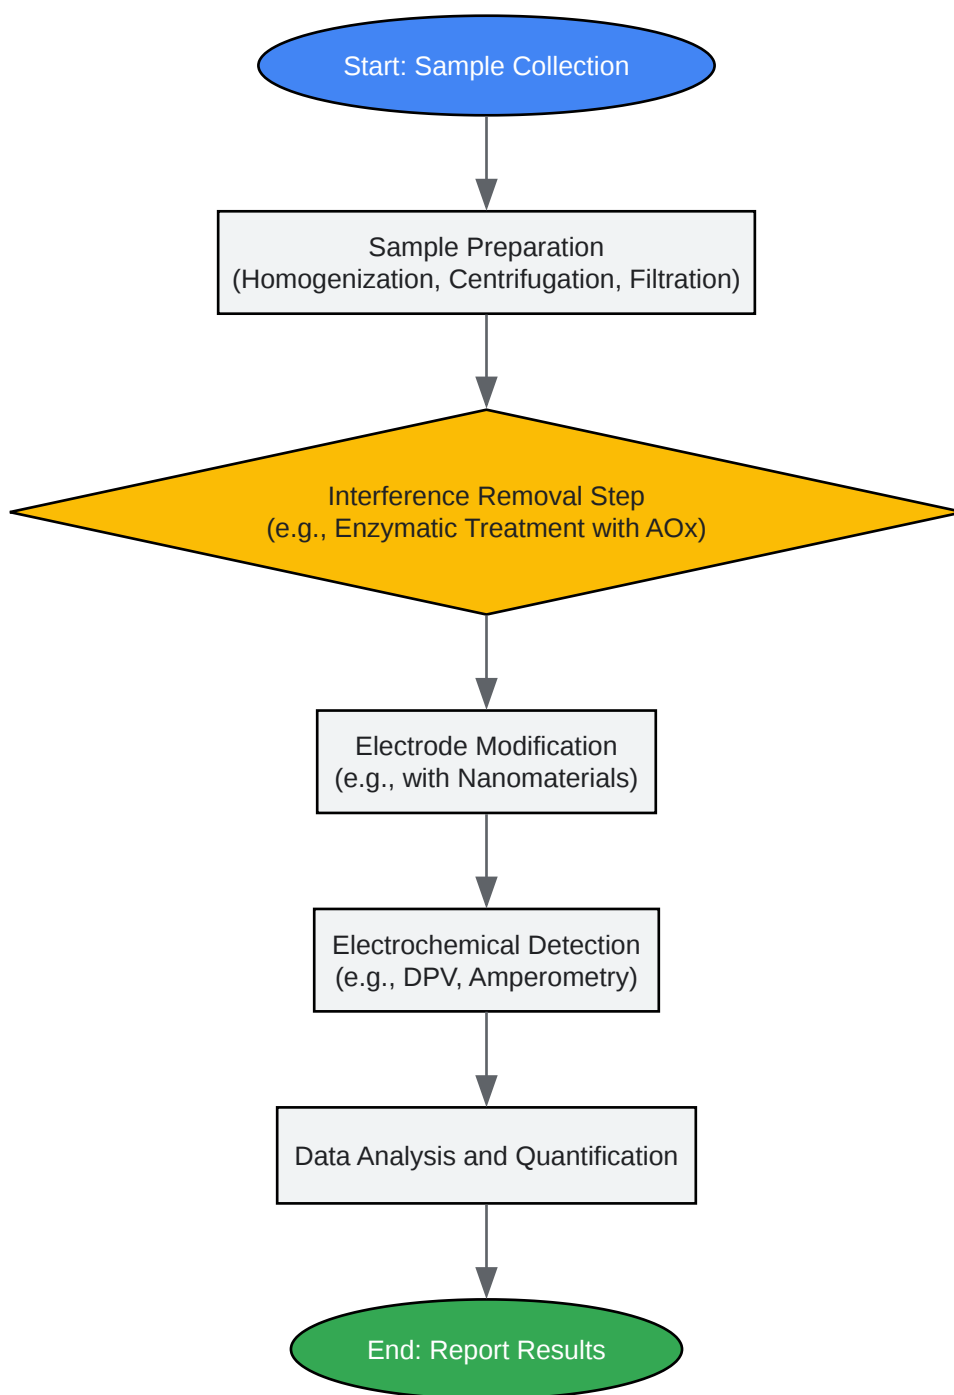 Start: Sample Collection
Sample Preparation
(Homogenization, Centrifugation, Filtration)
Interference Removal Step
(e.g., Enzymatic Treatment with AOx)
Electrode Modification
(e.g., with Nanomaterials)
Electrochemical Detection
(e.g., DPV, Amperometry)
Data Analysis and Quantification
End: Report Results